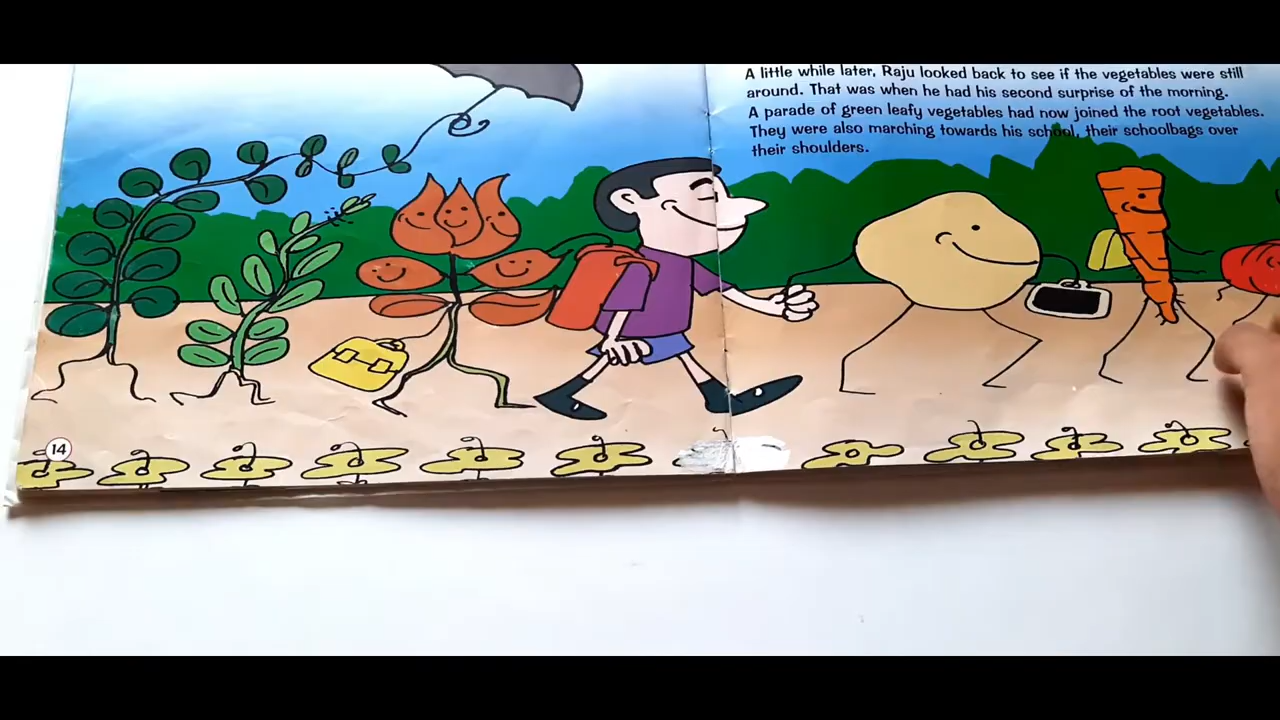 A little while later, Raju looked back to see if the vegetables were still
around. That was when he had his second surprise of the morning.
A parade of green leafy vegetables had now joined the root vegetables.
They were also marching towards his school, their schoolbags over
their shoulders.
14